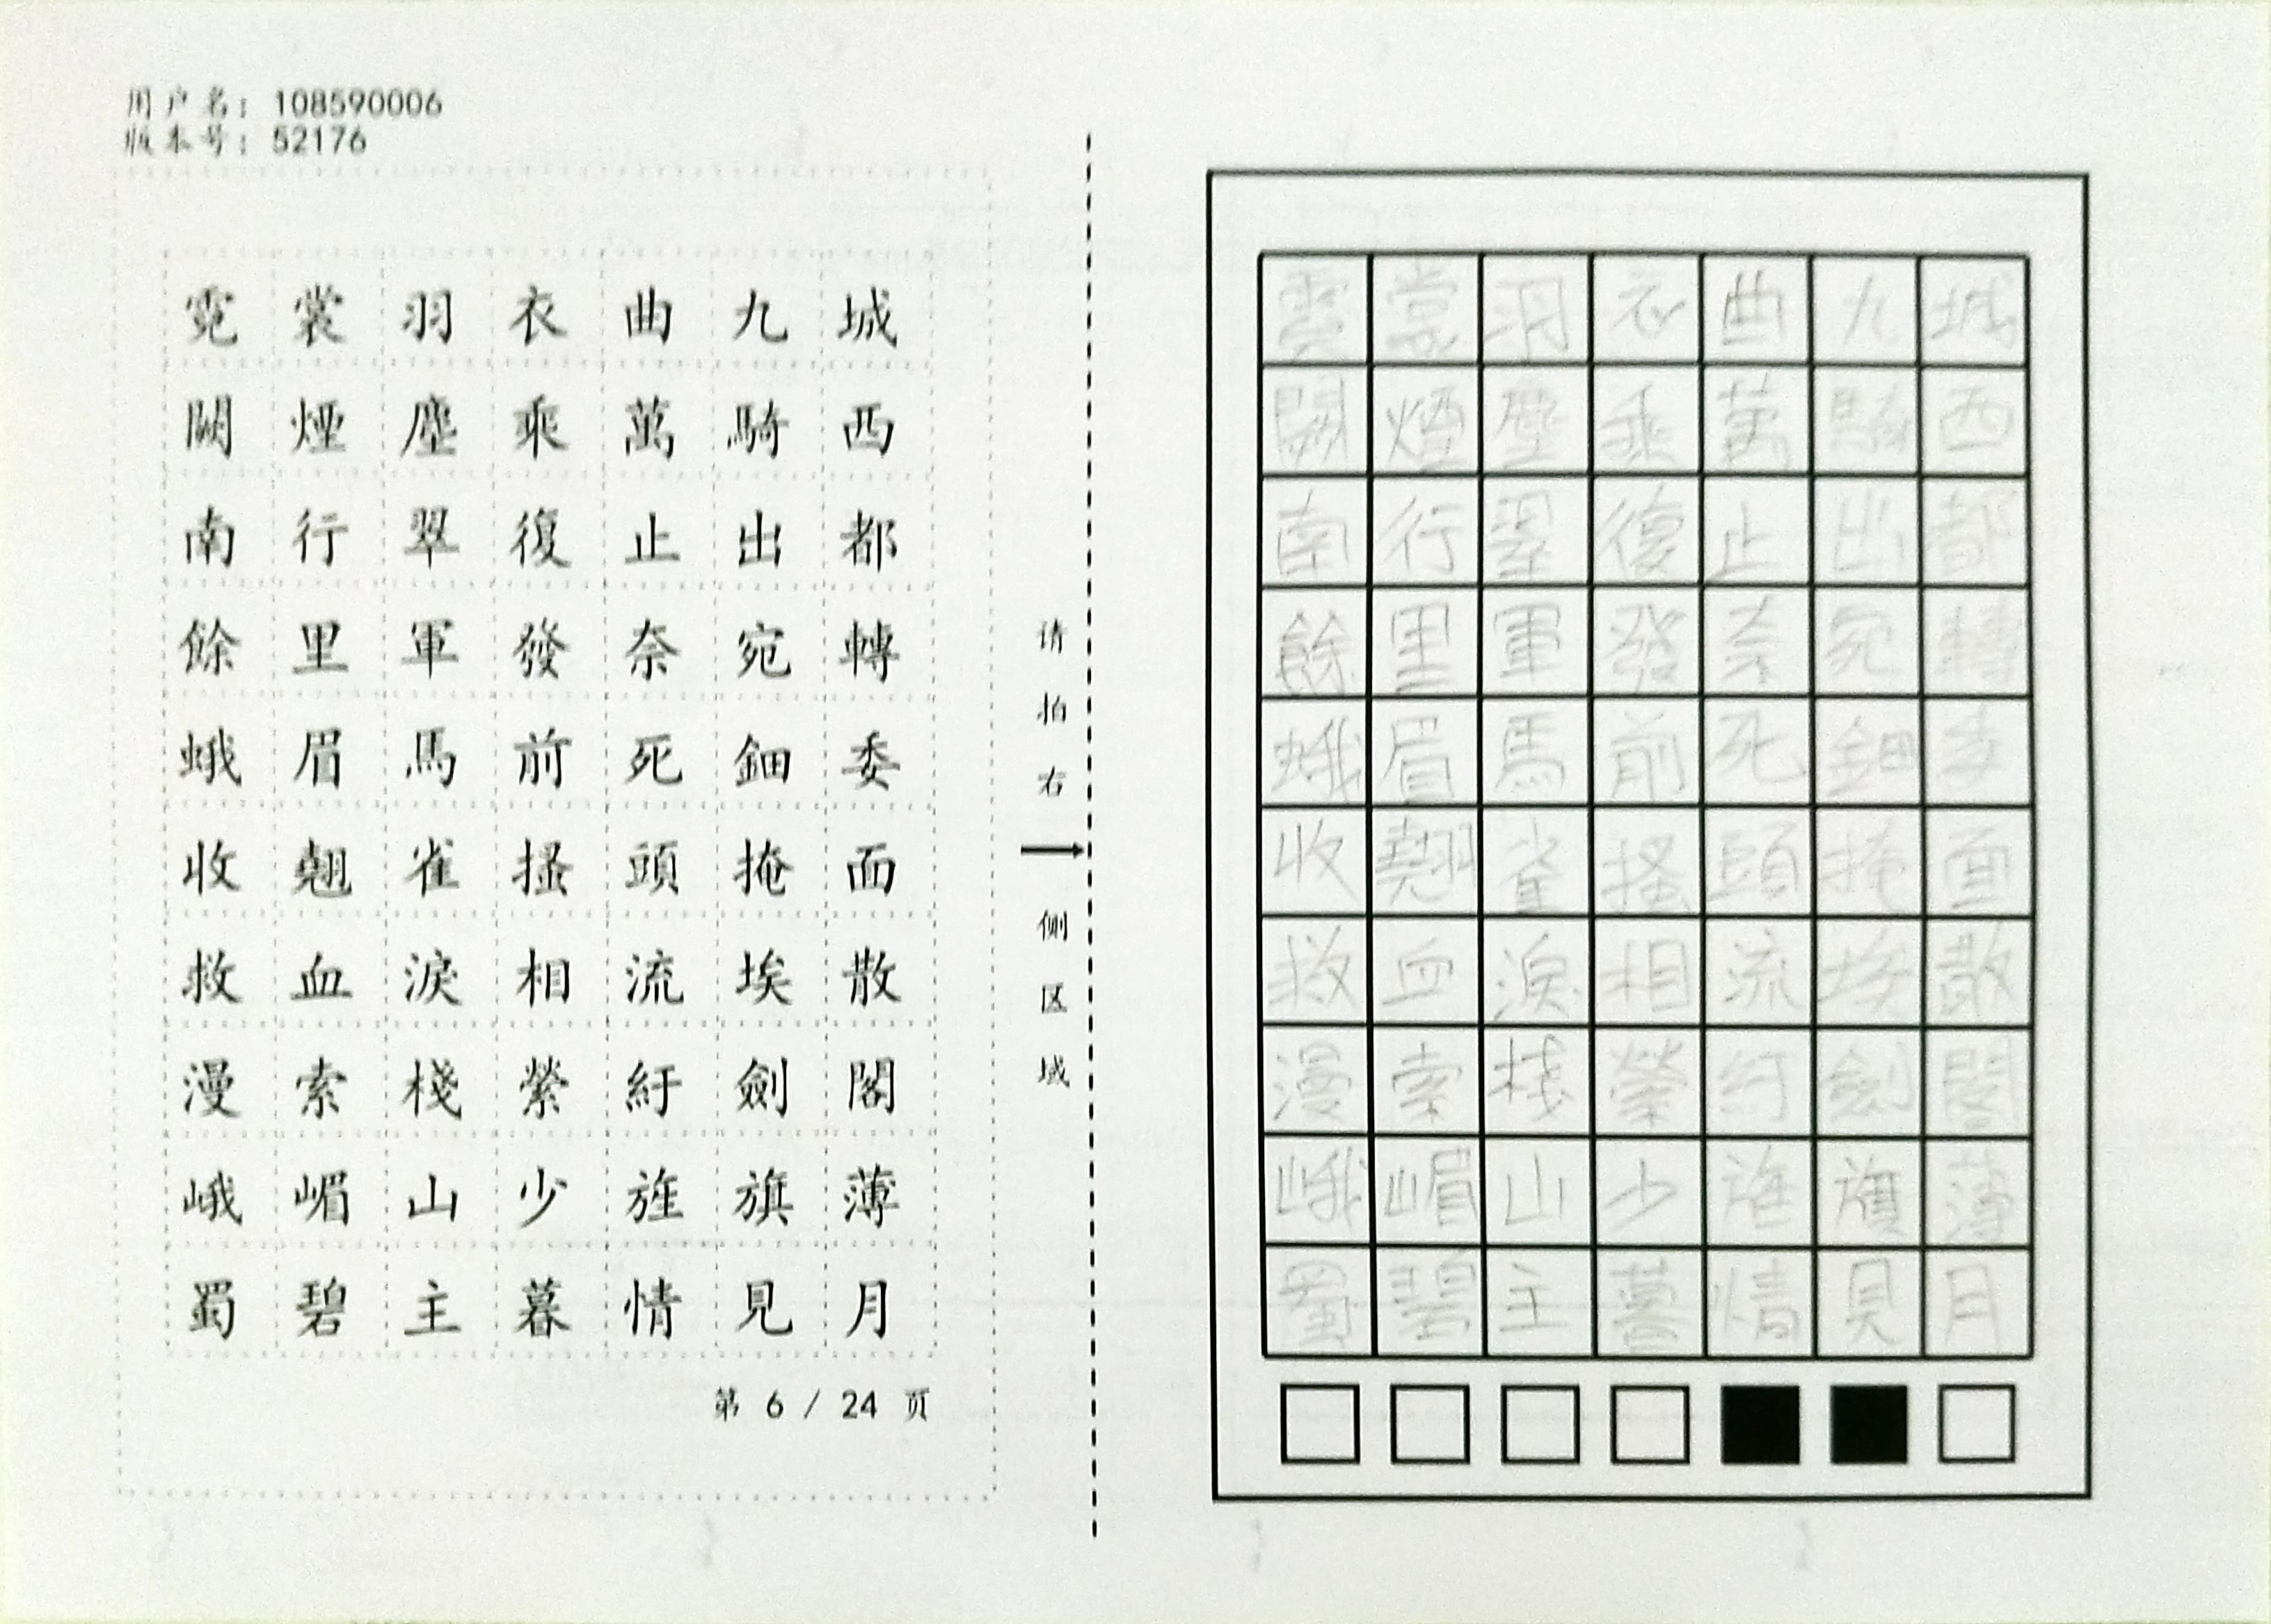 用户名：108590006
版本号：52176
霓裳羽衣曲九城
闕煙塵乘萬騎西
南行翠復止出都
餘里軍發奈宛轉
蛾眉馬前死鈿委
收翹雀搔頭掩面
救血淚相流埃散
漫索棧縈紆劍閣
峨嵋山少旌旗薄
蜀碧主暮情見月
第 6 / 24 页
请拍右
侧区域
霓裳羽衣曲九城
闕煙塵乘萬騎西
南行翠復止出都
餘里軍發奈宛轉
蛾眉馬前死鈿委
收翹雀搔頭掩面
救血淚相流埃散
漫索棧縈紆劍閣
峨嵋山少旌旗薄
蜀碧主暮情見月